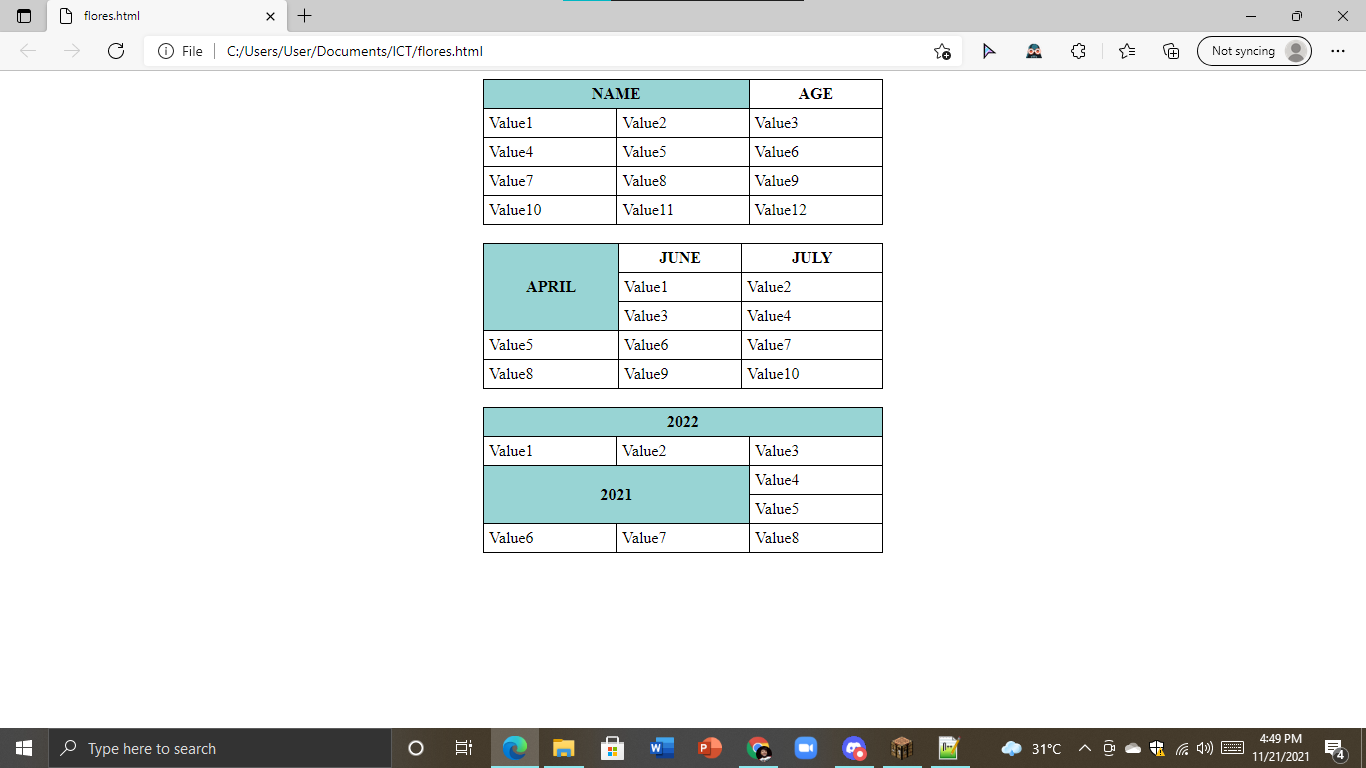 flores.html
File C:/Users/User/Documents/ICT/flores.html Not syncing
NAME AGE
Value1 Value2 Value3
Value4 Value5 Value6
Value7 Value8 Value9
Value10 Value11 Value12
APRIL JUNE JULY
Value1 Value2
Value3 Value4
Value5 Value6 Value7
Value8 Value9 Value10
2022
Value1 Value2 Value3
2021 Value4
Value5
Value6 Value7 Value8
Type here to search 31°C 4:49 PM
11/21/2021 4